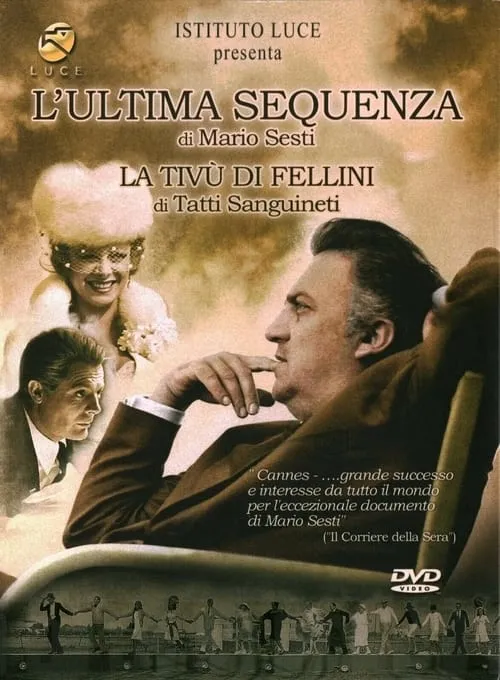 ISTITUTO LUCE
presenta
LUCE
L'ULTIMA SEQUENZA
di Mario Sesti
LA TIVÙ DI FELLINI
di Tatti Sanguineti
" Cannes - ....grande successo
e interesse da tutto il mondo
per l'eccezionale documento
di Mario Sesti"
("Il Corriere della Sera")
DVD
VIDEO